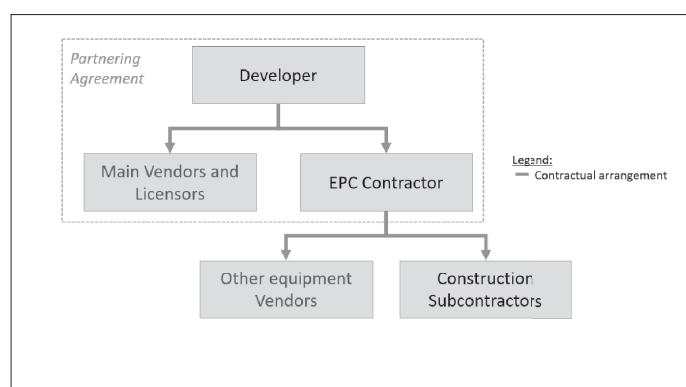 Partnering
Agreement
Developer
Main Vendors and
Licensors
EPC Contractor
Legend:
Contractual arrangement
Other equipment
Vendors
Construction
Subcontractors